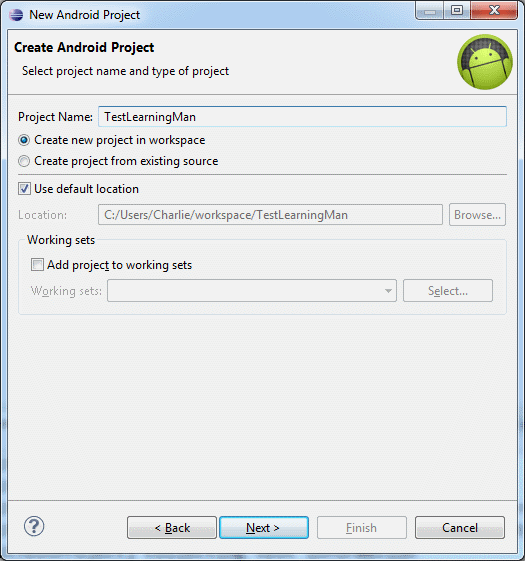 New Android Project
Create Android Project
Select project name and type of project
Project Name: TestLearningMan
Create new project in workspace
Create project from existing source
Use default location
Location: C:/Users/Charlie/workspace/TestLearningMan Browse...
Working sets
Add project to working sets
Working sets: Select...
? < Back Next > Finish Cancel